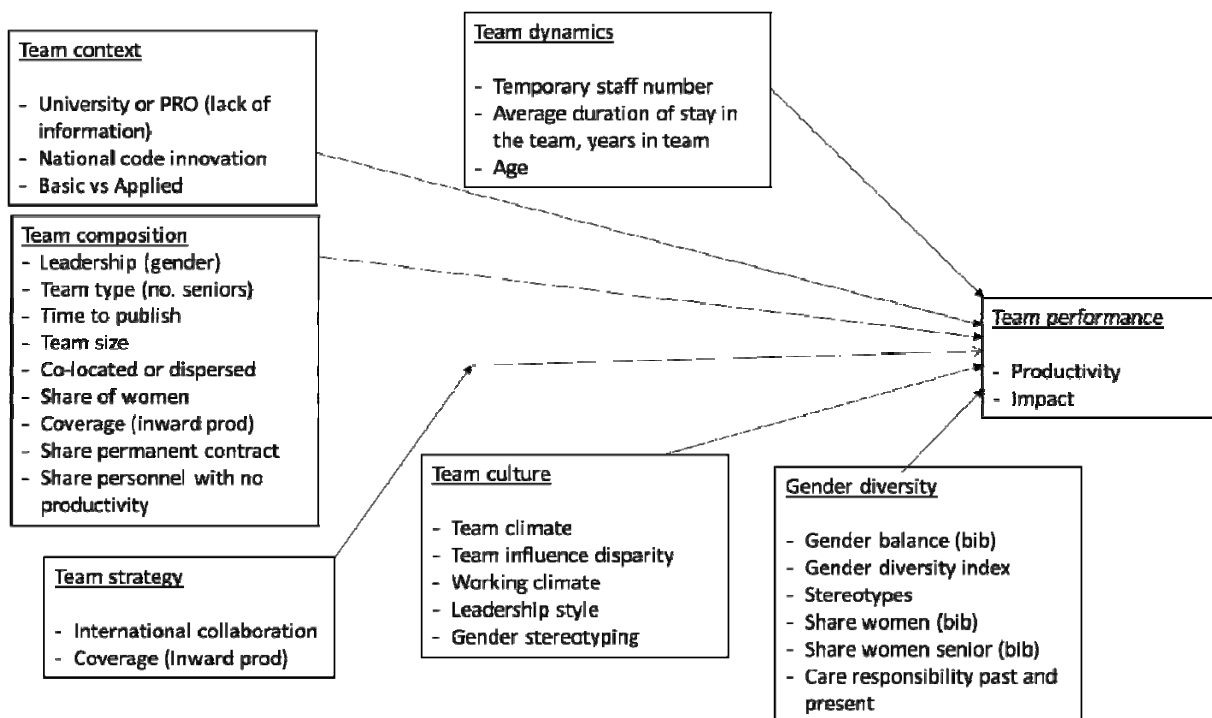 Team context
- University or PRO (lack of
information)
- National code innovation
- Basic vs Applied
Team dynamics
- Temporary staff number
- Average duration of stay in
the team, years in team
- Age
Team composition
- Leadership (gender)
- Team type (no. seniors)
- Time to publish
- Team size
- Co-located or dispersed
- Share of women
- Coverage (inward prod)
- Share permanent contract
- Share personnel with no
productivity
Team performance
- Productivity
- Impact
Team strategy
- International collaboration
- Coverage (Inward prod)
Team culture
- Team climate
- Team influence disparity
- Working climate
- Leadership style
- Gender stereotyping
Gender diversity
- Gender balance (bib)
- Gender diversity index
- Stereotypes
- Share women (bib)
- Share women senior (bib)
- Care responsibility past and
present